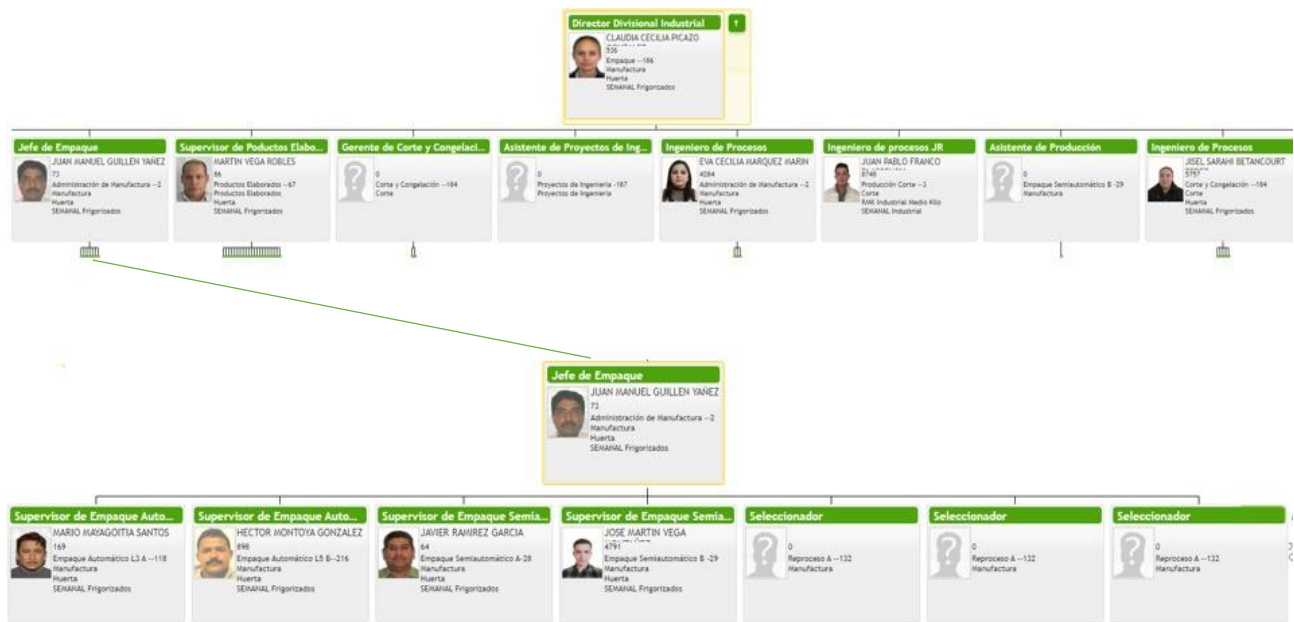 Director Divisional Industrial
CLAUDIA CECILIA PICAZO
536
Empaque --186
Manufactura
Huerta
SEMANAL Frigorizados
Jefe de Empaque
JUAN MANUEL GUILLEN YAÑEZ
73
Administración de Manufactura --2
Manufactura
Huerta
SEMANAL Frigorizados
Supervisor de Poductos Elabo...
MARTIN VEGA ROBLES
66
Productos Elaborados --67
Productos Elaborados
Huerta
SEMANAL Frigorizados
Gerente de Corte y Congelaci...
0
Corte y Congelación --184
Corte
Asistente de Proyectos de Ing...
0
Proyectos de Ingenieria -187
Proyectos de Ingenieria
Ingeniero de Procesos
EVA CECILIA MARQUEZ MARIN
4284
Administración de Manufactura --2
Manufactura
Huerta
SEMANAL Frigorizados
Ingeniero de procesos JR
JUAN PABLO FRANCO
8746
Producción Corte --3
Corte
RMK Industrial Medio Kilo
SEMANAL Industrial
Asistente de Producción
0
Empaque Semiautomático B -29
Manufactura
Ingeniero de Procesos
JISEL SARAHI BETANCOURT
5757
Corte y Congelación --184
Corte
Huerta
SEMANAL Frigorizados
Jefe de Empaque
JUAN MANUEL GUILLEN YAÑEZ
73
Administración de Manufactura --2
Manufactura
Huerta
SEMANAL Frigorizados
Supervisor de Empaque Auto...
MARIO MAYAGOITIA SANTOS
169
Empaque Automático L3 A --118
Manufactura
Huerta
SEMANAL Frigorizados
Supervisor de Empaque Auto...
HECTOR MONTOYA GONZALEZ
898
Empaque Automático L5 B--216
Manufactura
Huerta
SEMANAL Frigorizados
Supervisor de Empaque Semia...
JAVIER RAMIREZ GARCIA
64
Empaque Semiautomático A-28
Manufactura
Huerta
SEMANAL Frigorizados
Supervisor de Empaque Semia...
JOSE MARTIN VEGA
4791
Empaque Semiautomático B -29
Manufactura
Huerta
SEMANAL Frigorizados
Seleccionador
0
Reproceso A --132
Manufactura
Seleccionador
0
Reproceso A --132
Manufactura
Seleccionador
0
Reproceso A --132
Manufactura